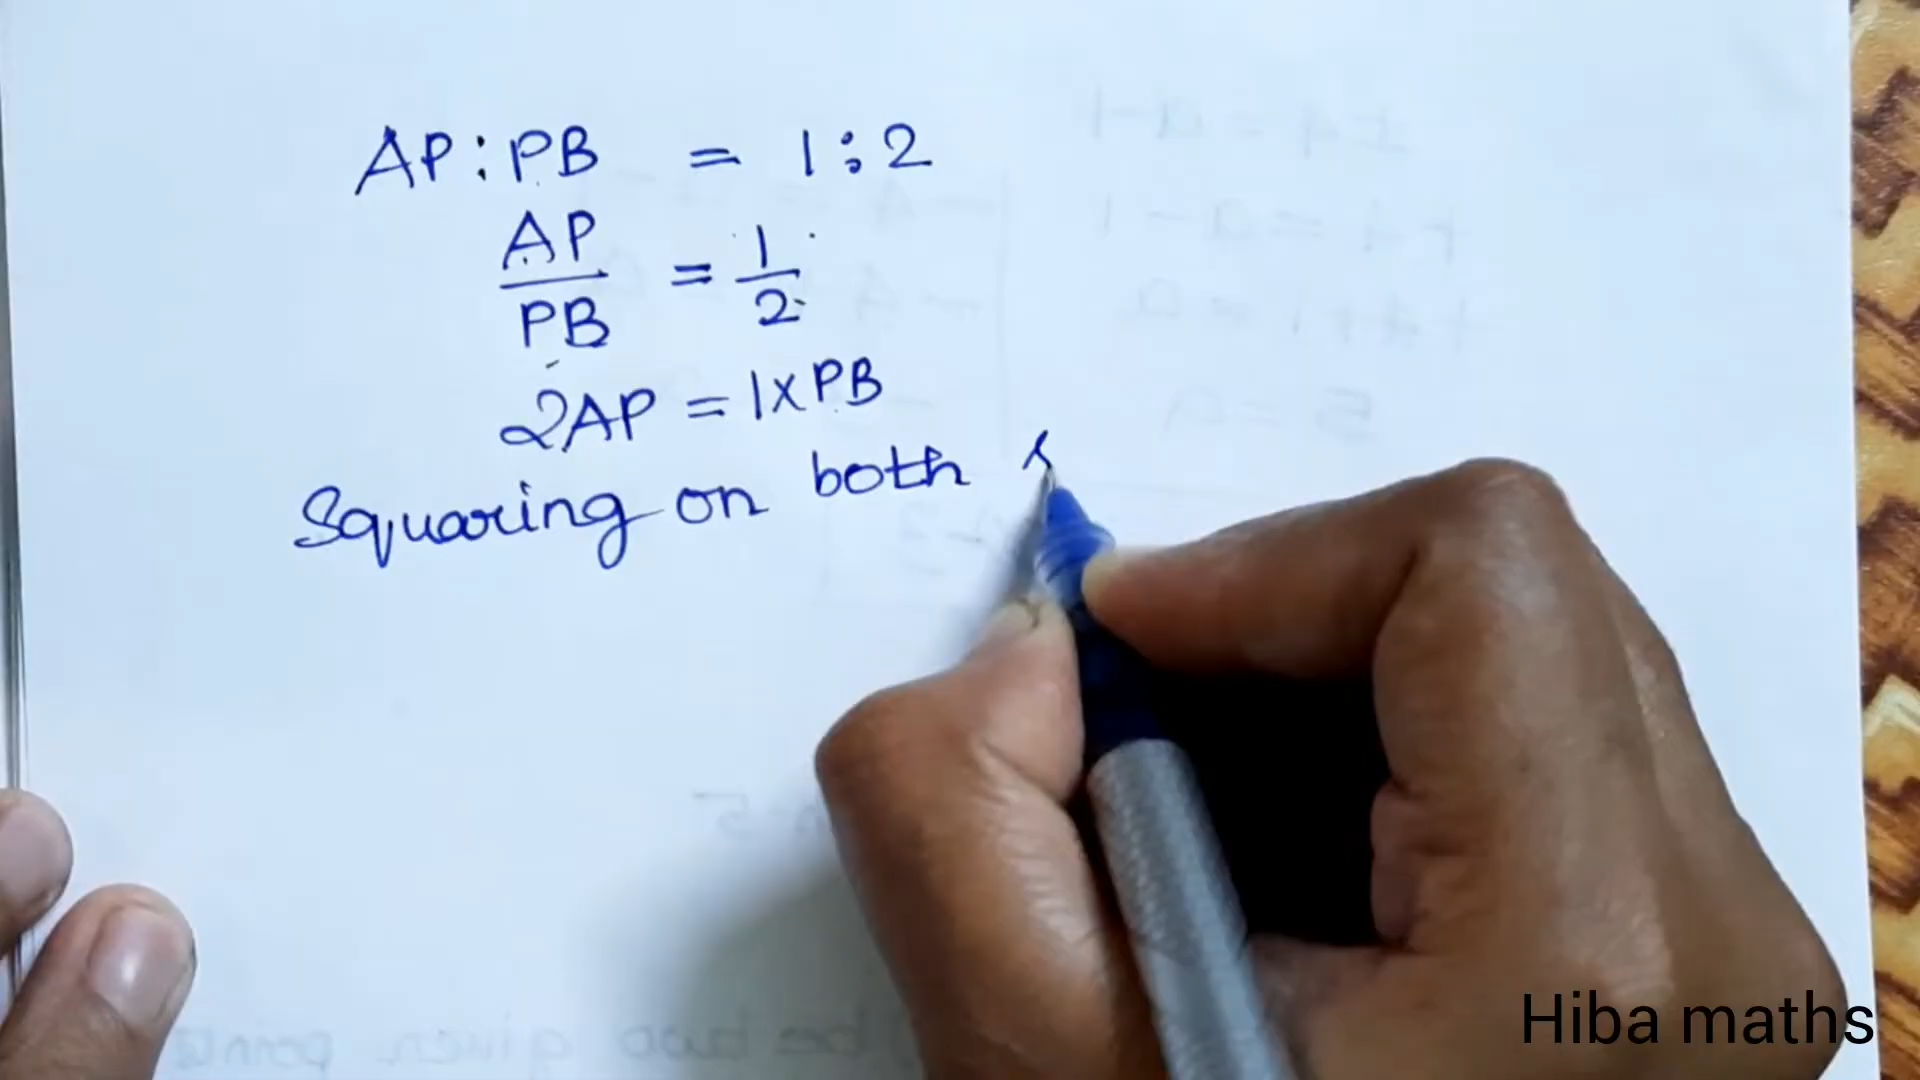 AP : PB = 1 : 2
AP/PB = 1/2
2AP = 1×PB
Squaring on both s
Hiba maths